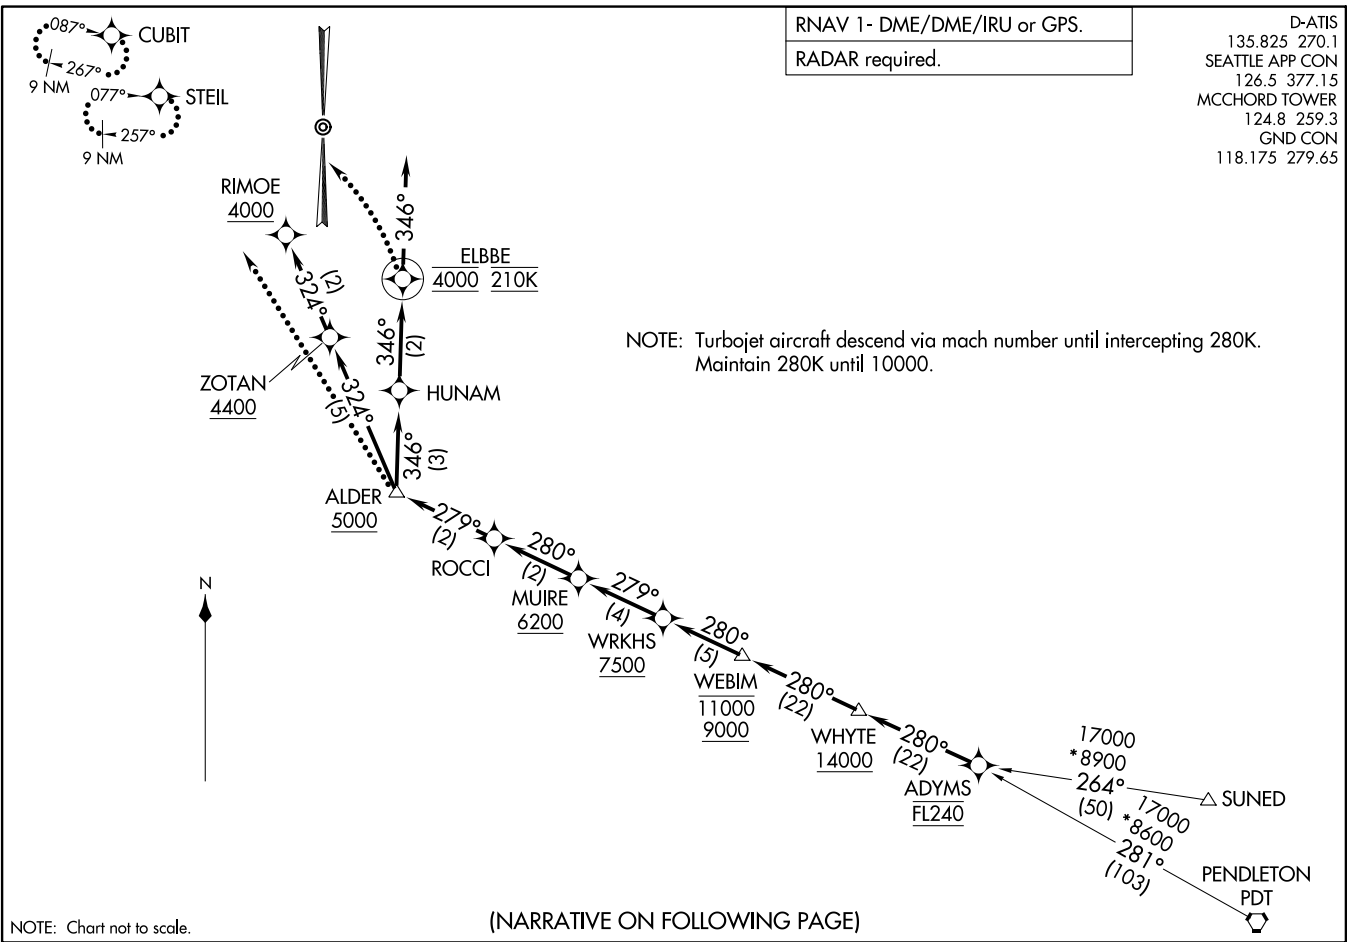 087°
CUBIT
267°
9 NM
077°
STEIL
257°
9 NM
RNAV 1- DME/DME/IRU or GPS.
RADAR required.
D-ATIS
135.825 270.1
SEATTLE APP CON
126.5 377.15
MCCHORD TOWER
124.8 259.3
GND CON
118.175 279.65
RIMOE
4000
346°
ELBBE
4000 210K
324°
(2)
346°
(2)
NOTE: Turbojet aircraft descend via mach number until intercepting 280K.
Maintain 280K until 10000.
ZOTAN
4400
324°
(5)
HUNAM
346°
(3)
ALDER
5000
279°
(2)
ROCCI
280°
(2)
MUIRE
6200
279°
(4)
WRKHS
7500
280°
(5)
WEBIM
11000
9000
280°
(22)
WHYTE
14000
280°
(22)
ADYMS
FL240
17000
*8900
264°
(50)
SUNED
17000
*8600
281°
(103)
PENDLETON
PDT
N
NOTE: Chart not to scale.
(NARRATIVE ON FOLLOWING PAGE)